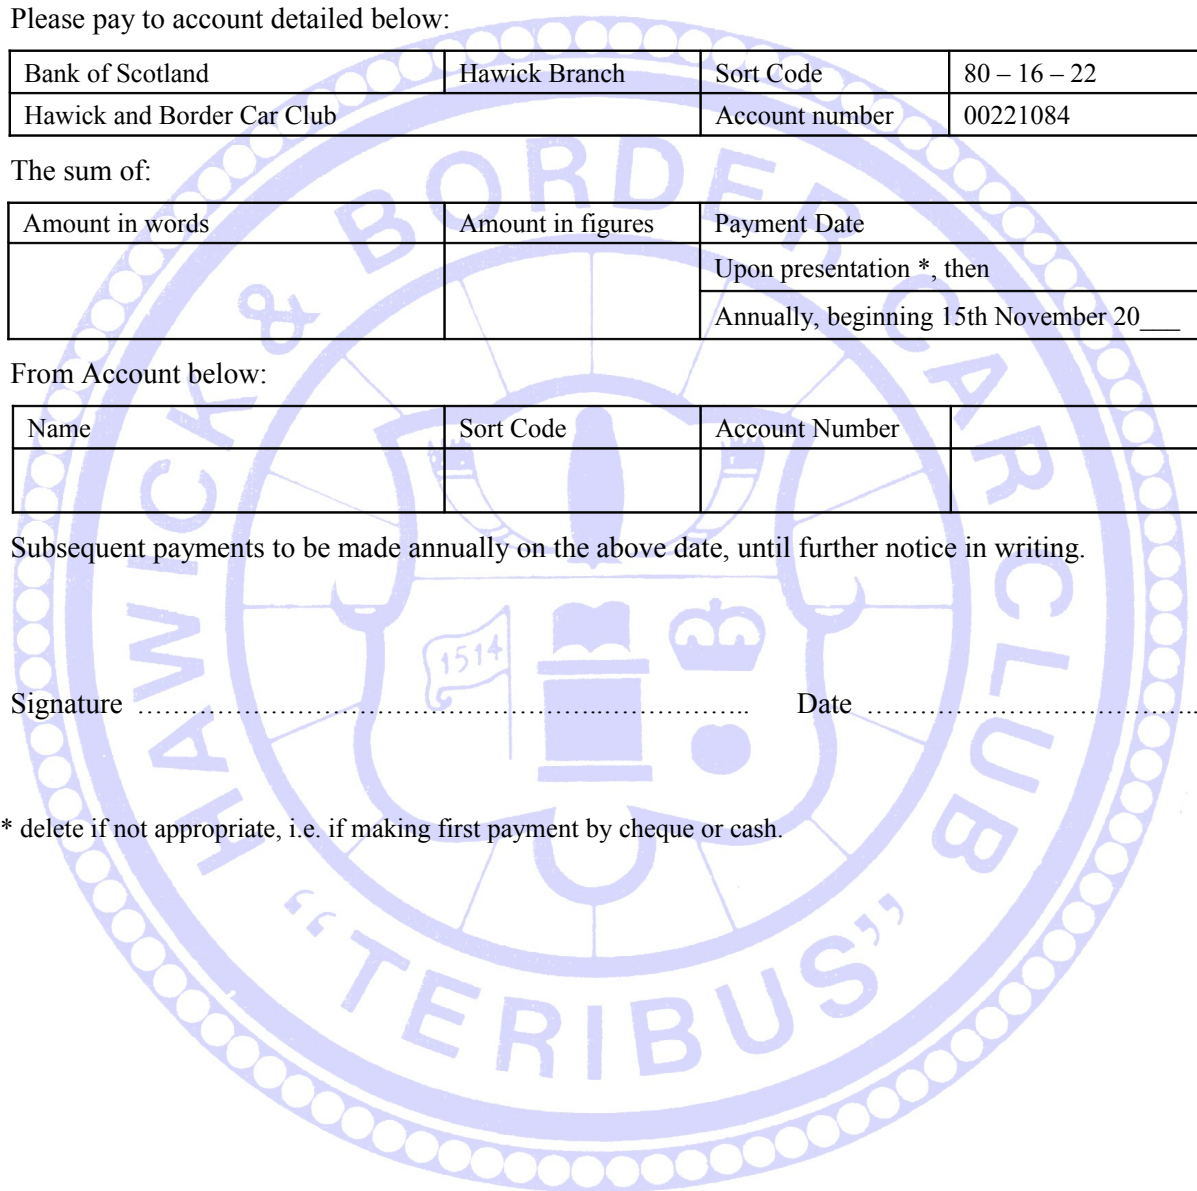 Please pay to account detailed below:
Bank of Scotland Hawick Branch Sort Code 80 – 16 – 22
Hawick and Border Car Club Account number 00221084
The sum of:
Amount in words Amount in figures Payment Date
Upon presentation *, then
Annually, beginning 15th November 20___
From Account below:
Name Sort Code Account Number
Subsequent payments to be made annually on the above date, until further notice in writing.
1514
Signature ……………………………………………..…………….. Date ………………………………..
* delete if not appropriate, i.e. if making first payment by cheque or cash.
HAWICK & BORDER CAR CLUB
“TERIBUS”